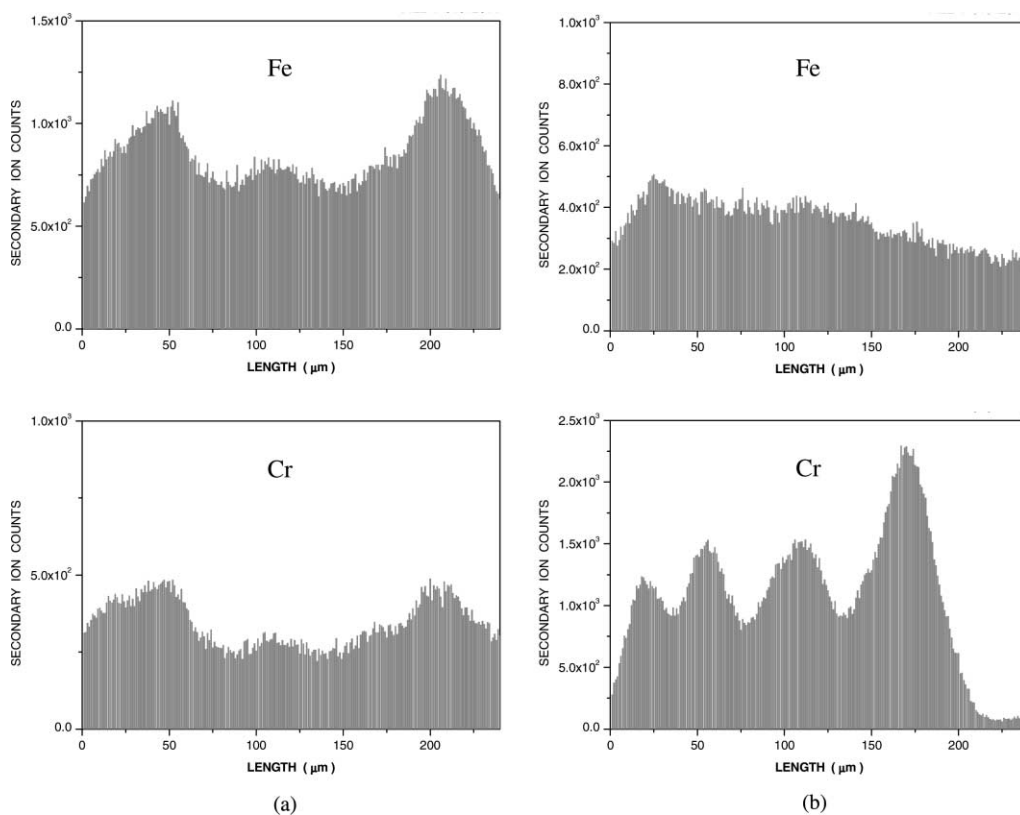 1.5x10³
1.0x10³
5.0x10²
0.0
SECONDARY ION COUNTS
Fe
0 50 100 150 200
LENGTH ( µm )
1.0x10³
8.0x10²
6.0x10²
4.0x10²
2.0x10²
0.0
SECONDARY ION COUNTS
Fe
0 50 100 150 200
LENGTH ( µm )
1.0x10³
5.0x10²
0.0
SECONDARY ION COUNTS
Cr
0 50 100 150 200
LENGTH ( µm )
(a)
2.5x10³
2.0x10³
1.5x10³
1.0x10³
5.0x10²
0.0
SECONDARY ION COUNTS
Cr
0 50 100 150 200
LENGTH ( µm )
(b)